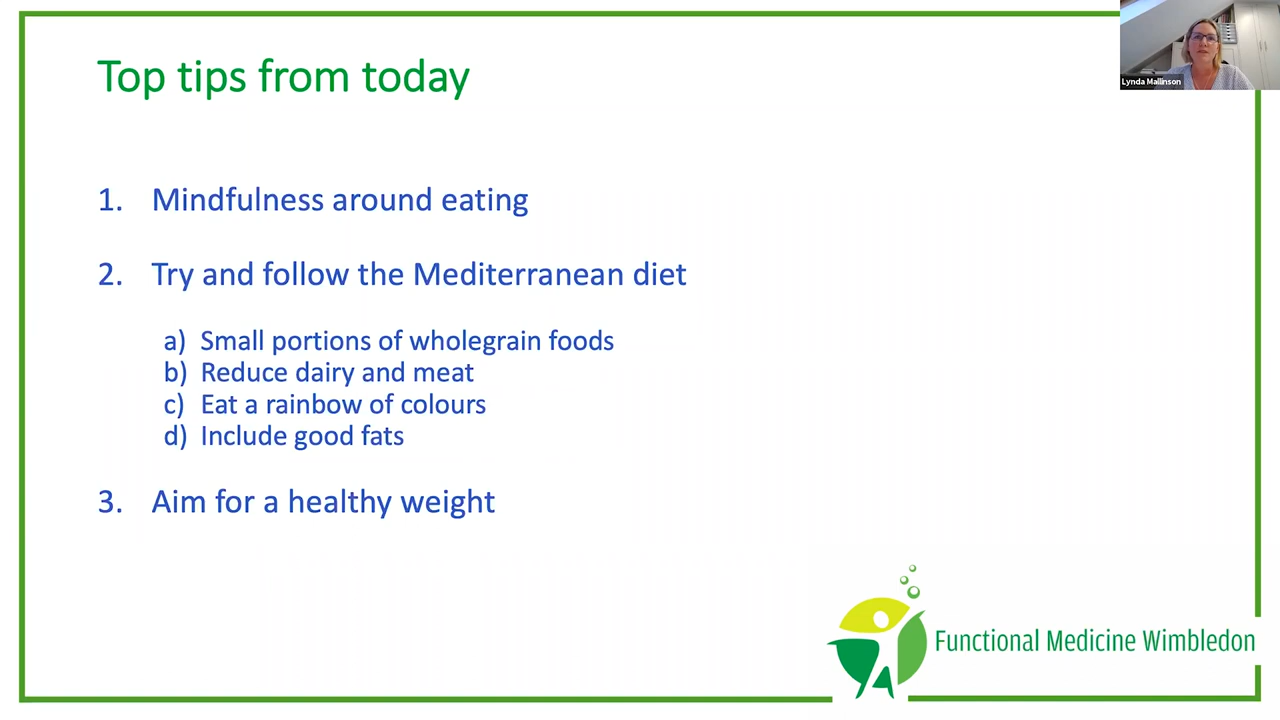 Top tips from today
Lynda Mallinson
1. Mindfulness around eating
2. Try and follow the Mediterranean diet
a) Small portions of wholegrain foods
b) Reduce dairy and meat
c) Eat a rainbow of colours
d) Include good fats
3. Aim for a healthy weight
Functional Medicine Wimbledon